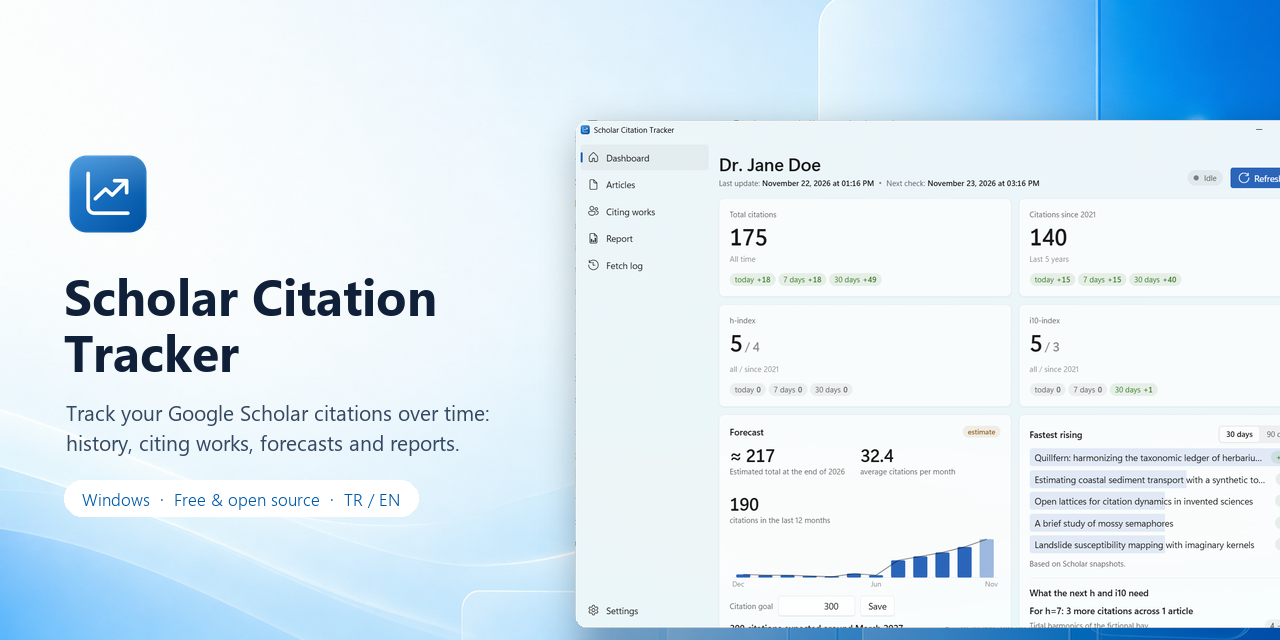 Scholar Citation
Tracker
Track your Google Scholar citations over time:
history, citing works, forecasts and reports.
Windows · Free & open source · TR / EN
Scholar Citation Tracker
Dashboard
Articles
Citing works
Report
Fetch log
Settings
Dr. Jane Doe
Last update: November 22, 2026 at 01:16 PM • Next check: November 23, 2026 at 03:16 PM
Idle
Refresh
Total citations
175
All time
today +18 7 days +18 30 days +49
Citations since 2021
140
Last 5 years
today +15 7 days +15 30 days +40
h-index
5 / 4
all / since 2021
today 0 7 days 0 30 days 0
i10-index
5 / 3
all / since 2021
today 0 7 days 0 30 days +1
Forecast
estimate
≈ 217
Estimated total at the end of 2026
32.4
average citations per month
190
citations in the last 12 months
Dec Jun Nov
Citation goal 300 Save
Fastest rising
30 days 90
Quillfern: harmonizing the taxonomic ledger of herbariu...
Estimating coastal sediment transport with a synthetic to...
Open lattices for citation dynamics in invented sciences
A brief study of mossy semaphores
Landslide susceptibility mapping with imaginary kernels
Based on Scholar snapshots.
What the next h and i10 need
For h=7: 3 more citations across 1 article